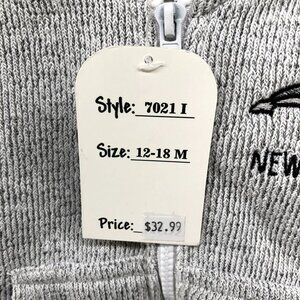 Style: 7021 I
Size: 12-18 M
Price: $32.99
NEW